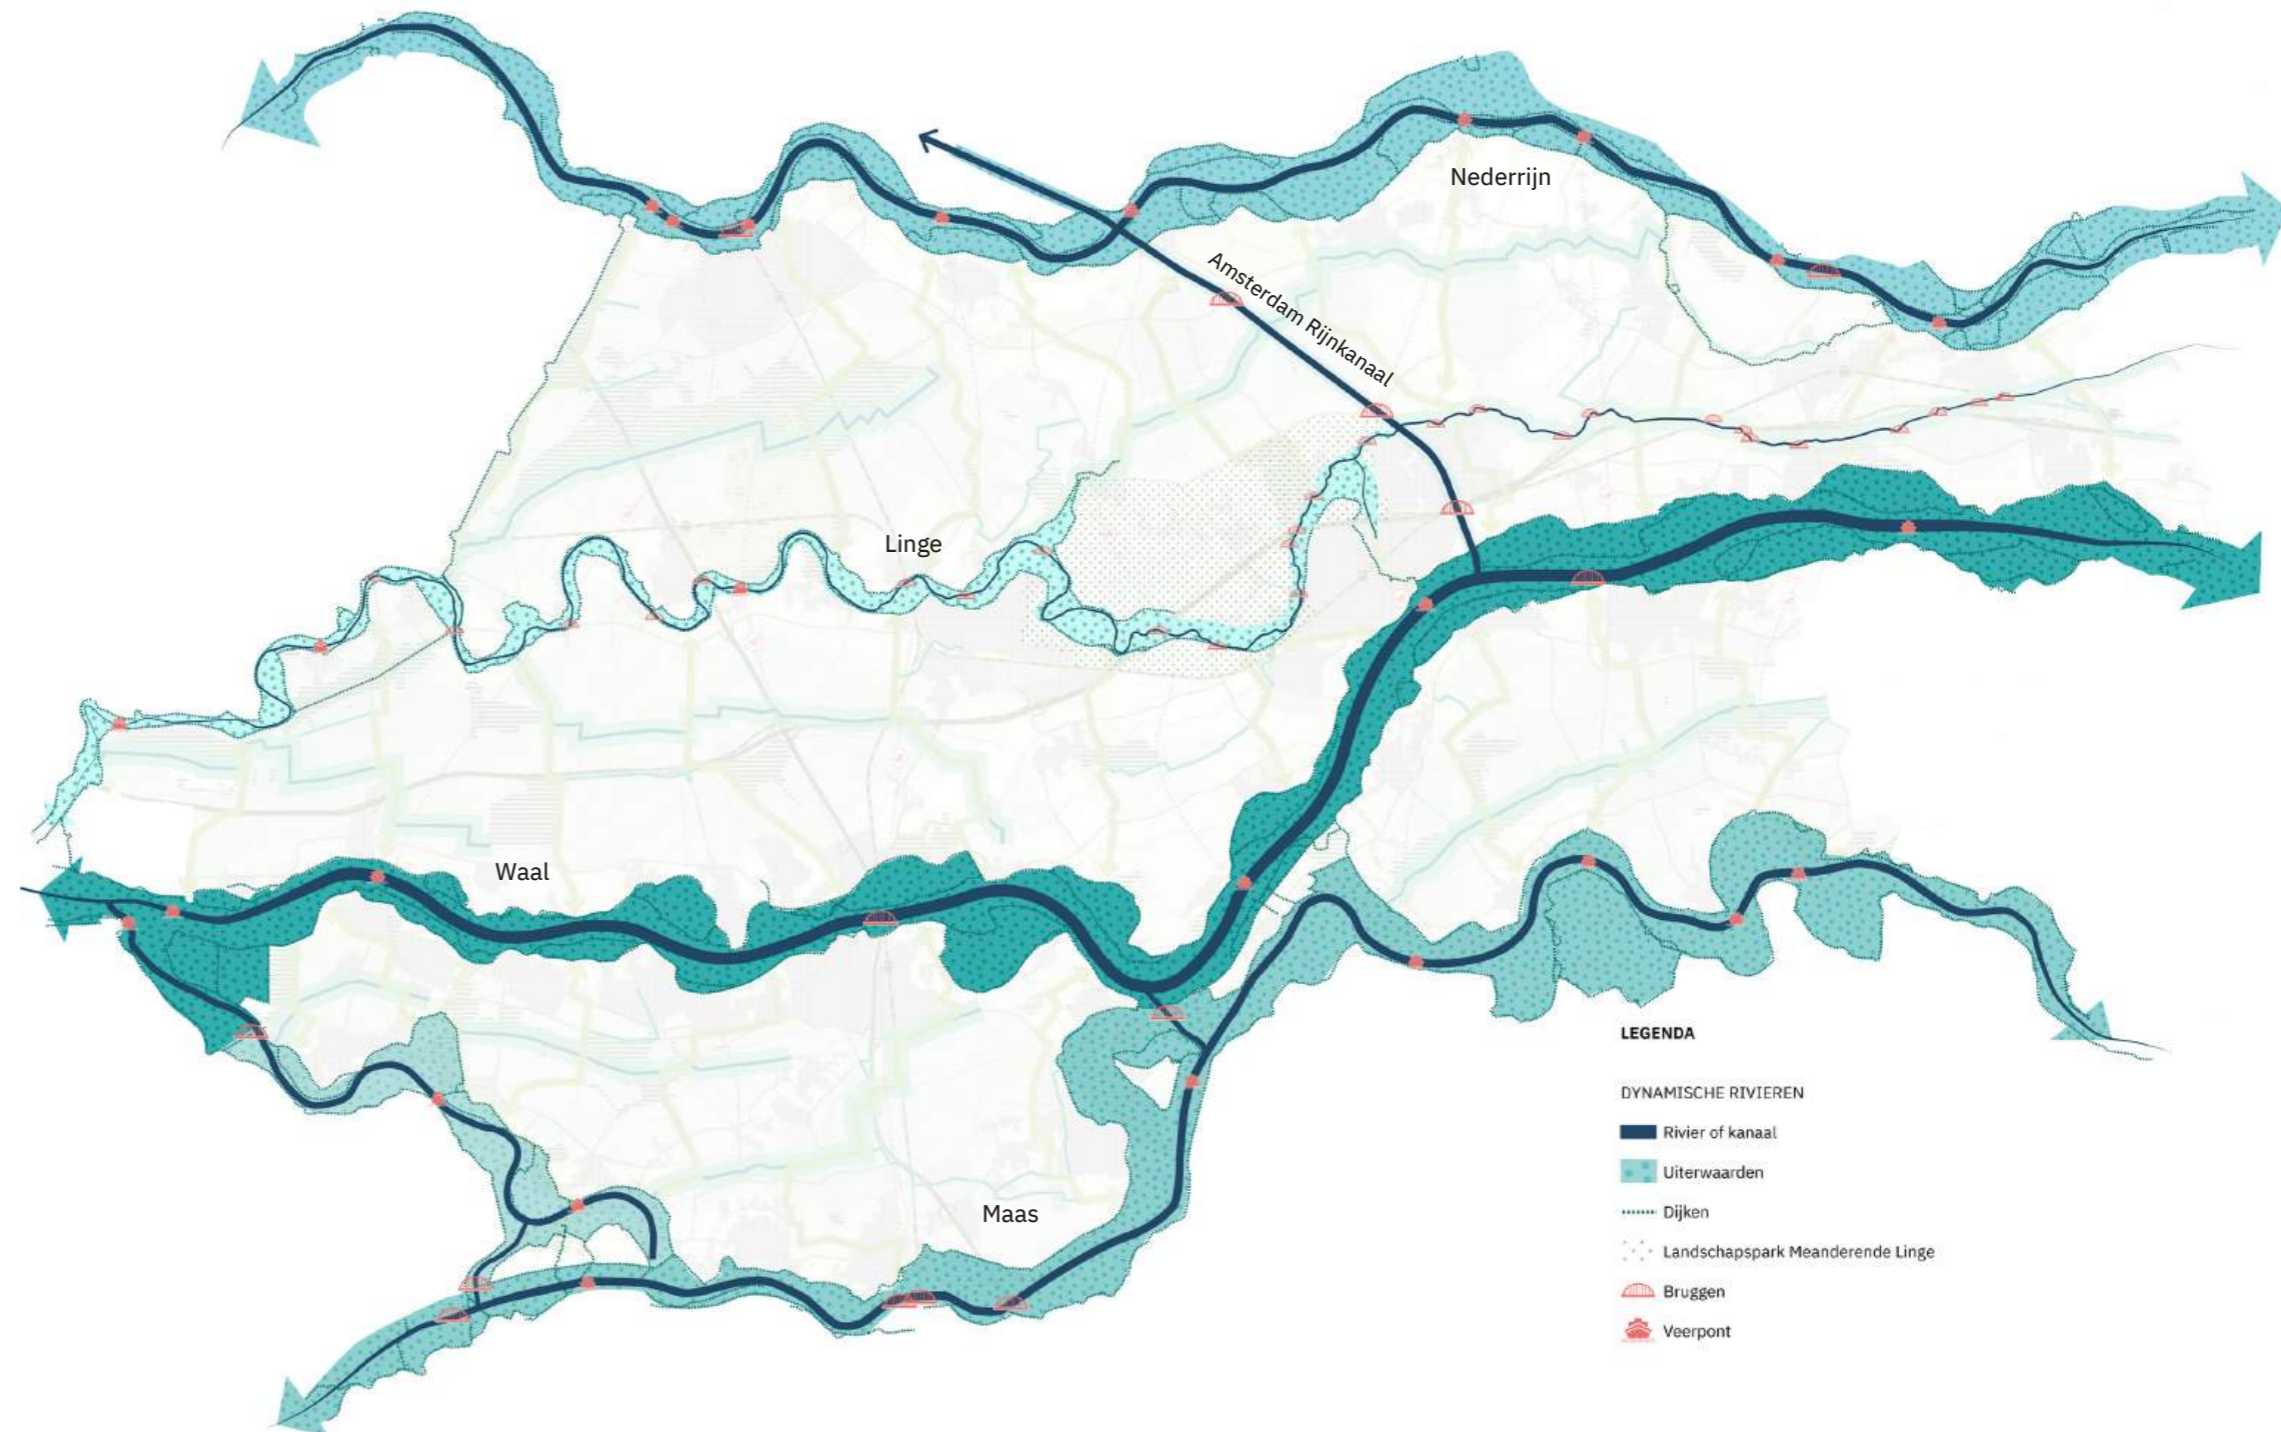 Nederrijn
Amsterdam Rijnkanaal
Linge
Waal
Maas
LEGENDA
DYNAMISCHE RIVIEREN
Rivier of kanaal
Uiterwaarden
Dijken
Landschapspark Meanderende Linge
Bruggen
Veerpont